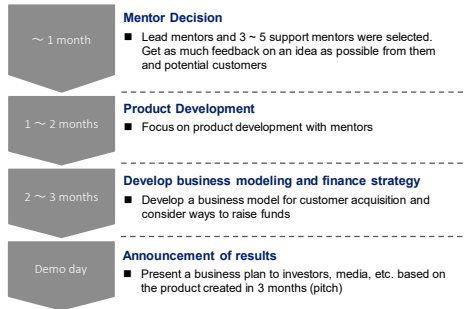 Mentor Decision
~ 1 month
■ Lead mentors and 3 ~ 5 support mentors were selected.
Get as much feedback on an idea as possible from them
and potential customers
Product Development
1 ~ 2 months
■ Focus on product development with mentors
Develop business modeling and finance strategy
2 ~ 3 months
■ Develop a business model for customer acquisition and
consider ways to raise funds
Announcement of results
Demo day
■ Present a business plan to investors, media, etc. based on
the product created in 3 months (pitch)